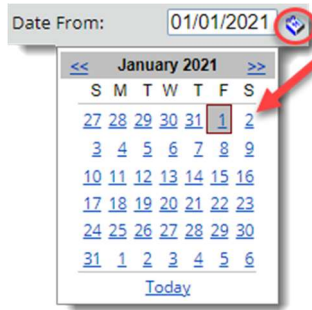 Date From: 01/01/2021
<< January 2021 >>
S M T W T F S
27 28 29 30 31 1 2
3 4 5 6 7 8 9
10 11 12 13 14 15 16
17 18 19 20 21 22 23
24 25 26 27 28 29 30
31 1 2 3 4 5 6
Today